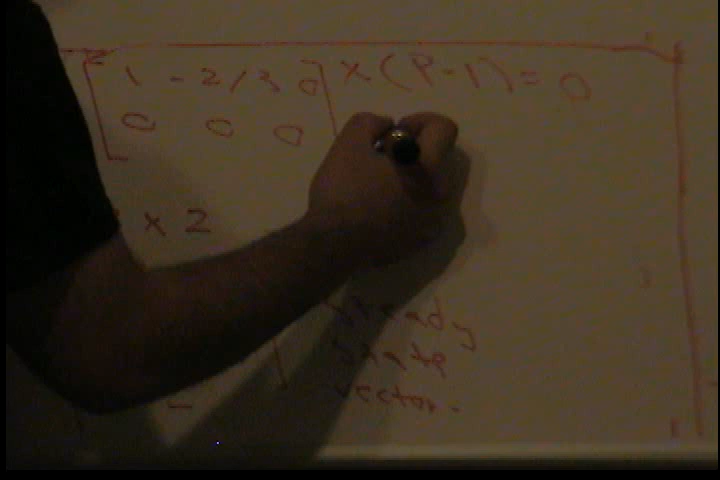 1 -2/3 0 x(P-1)=0
0 0 0
x 2
steady
state
vector.